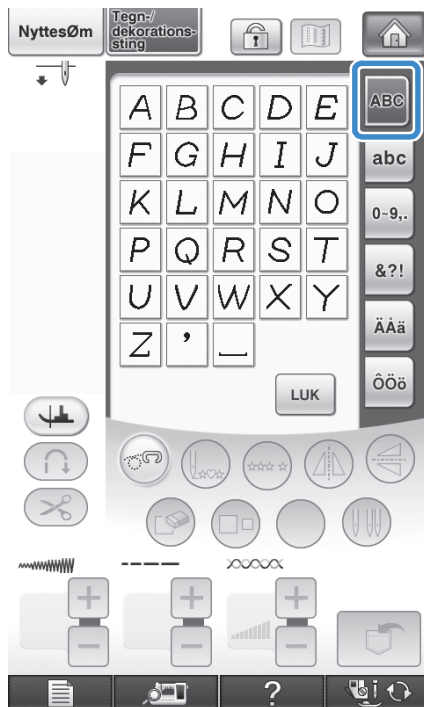 NyttesØm
Tegn-/
dekorations-
sting
A B C D E
ABC
F G H I J
abc
K L M N O
0~9,.
P Q R S T
&?!
U V W X Y
ÄÅä
Z , _
ÔÖö
LUK
?